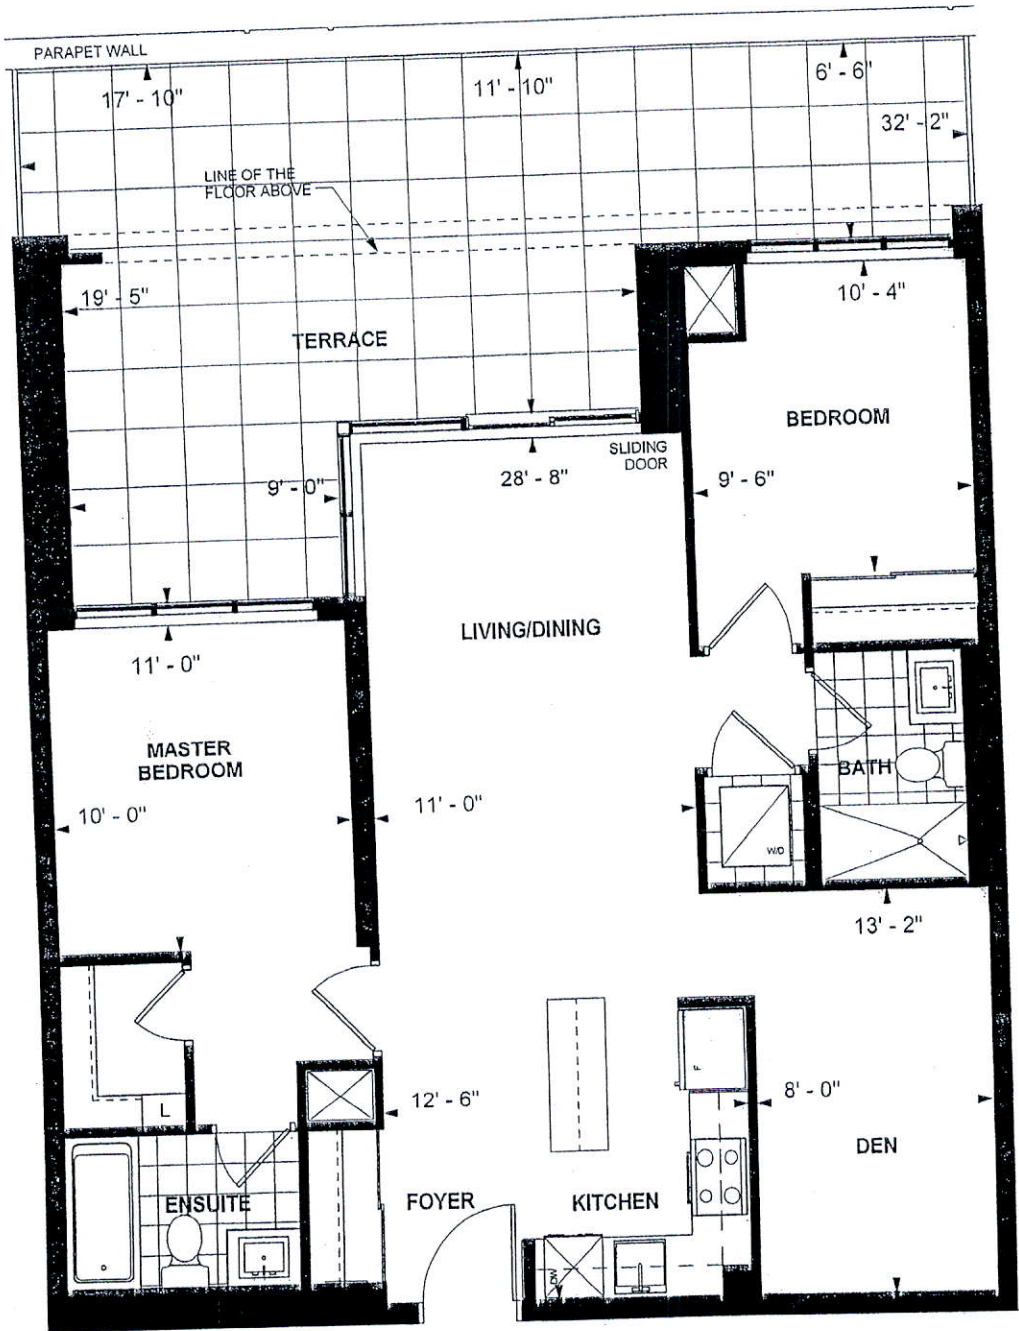 PARAPET WALL
17' - 10"
11' - 10"
6' - 6"
32' - 2"
LINE OF THE
FLOOR ABOVE
19' - 5"
10' - 4"
TERRACE
BEDROOM
SLIDING
DOOR
9' - 0"
28' - 8"
9' - 6"
LIVING/DINING
11' - 0"
MASTER
BEDROOM
BATH
10' - 0"
11' - 0"
W/D
13' - 2"
F
12' - 6"
8' - 0"
L
DEN
ENSUITE
FOYER
KITCHEN
DW